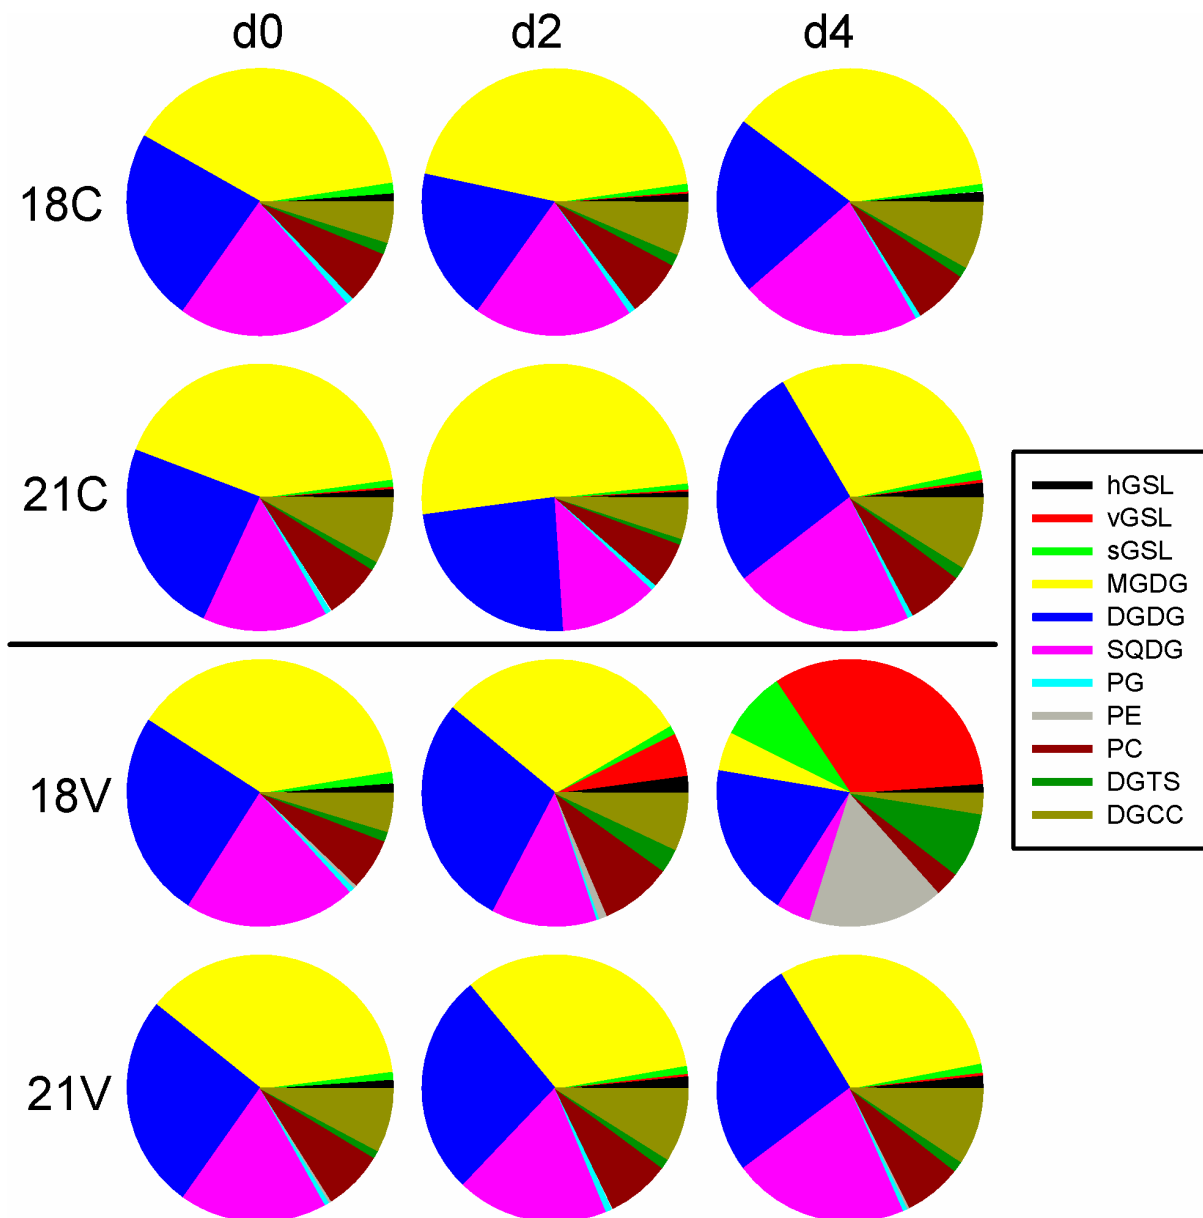 d0 d2 d4
18C
21C
18V
21V
hGSL
vGSL
sGSL
MGDG
DGDG
SQDG
PG
PE
PC
DGTS
DGCC